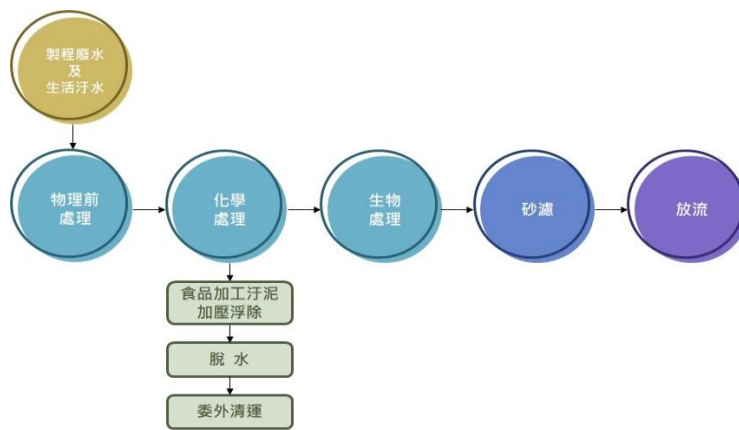 製程廢水
及
生活汙水
物理前
處理
化學
處理
生物
處理
砂濾
放流
食品加工汙泥
加壓浮除
脫 水
委外清運